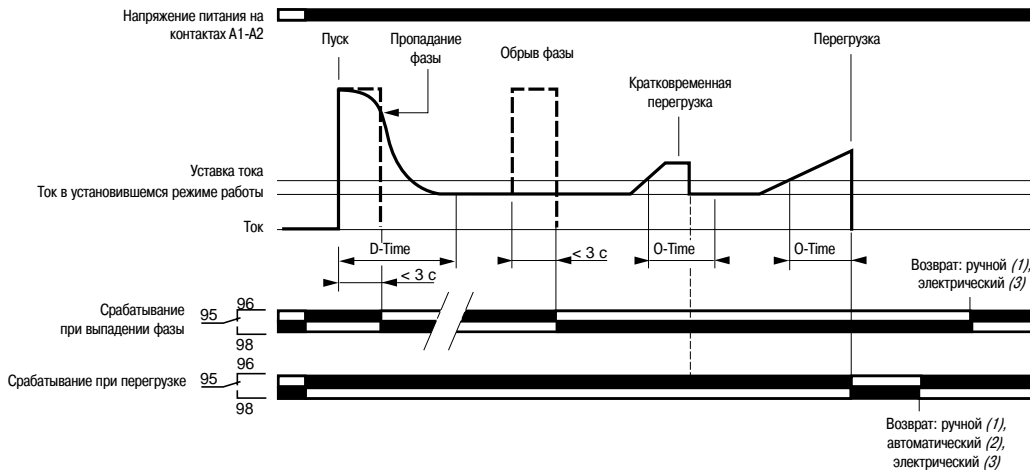 Напряжение питания на
контактах A1-A2
Пуск
Пропадание
фазы
Обрыв фазы
Кратковременная
перегрузка
Перегрузка
Уставка тока
Ток в установившемся режиме работы
Ток
D-Time
< 3 с
< 3 с
O-Time
O-Time
Возврат: ручной (1),
электрический (3)
Срабатывание
при выпадении фазы
95
96
98
Срабатывание при перегрузке
95
96
98
Возврат: ручной (1),
автоматический (2),
электрический (3)